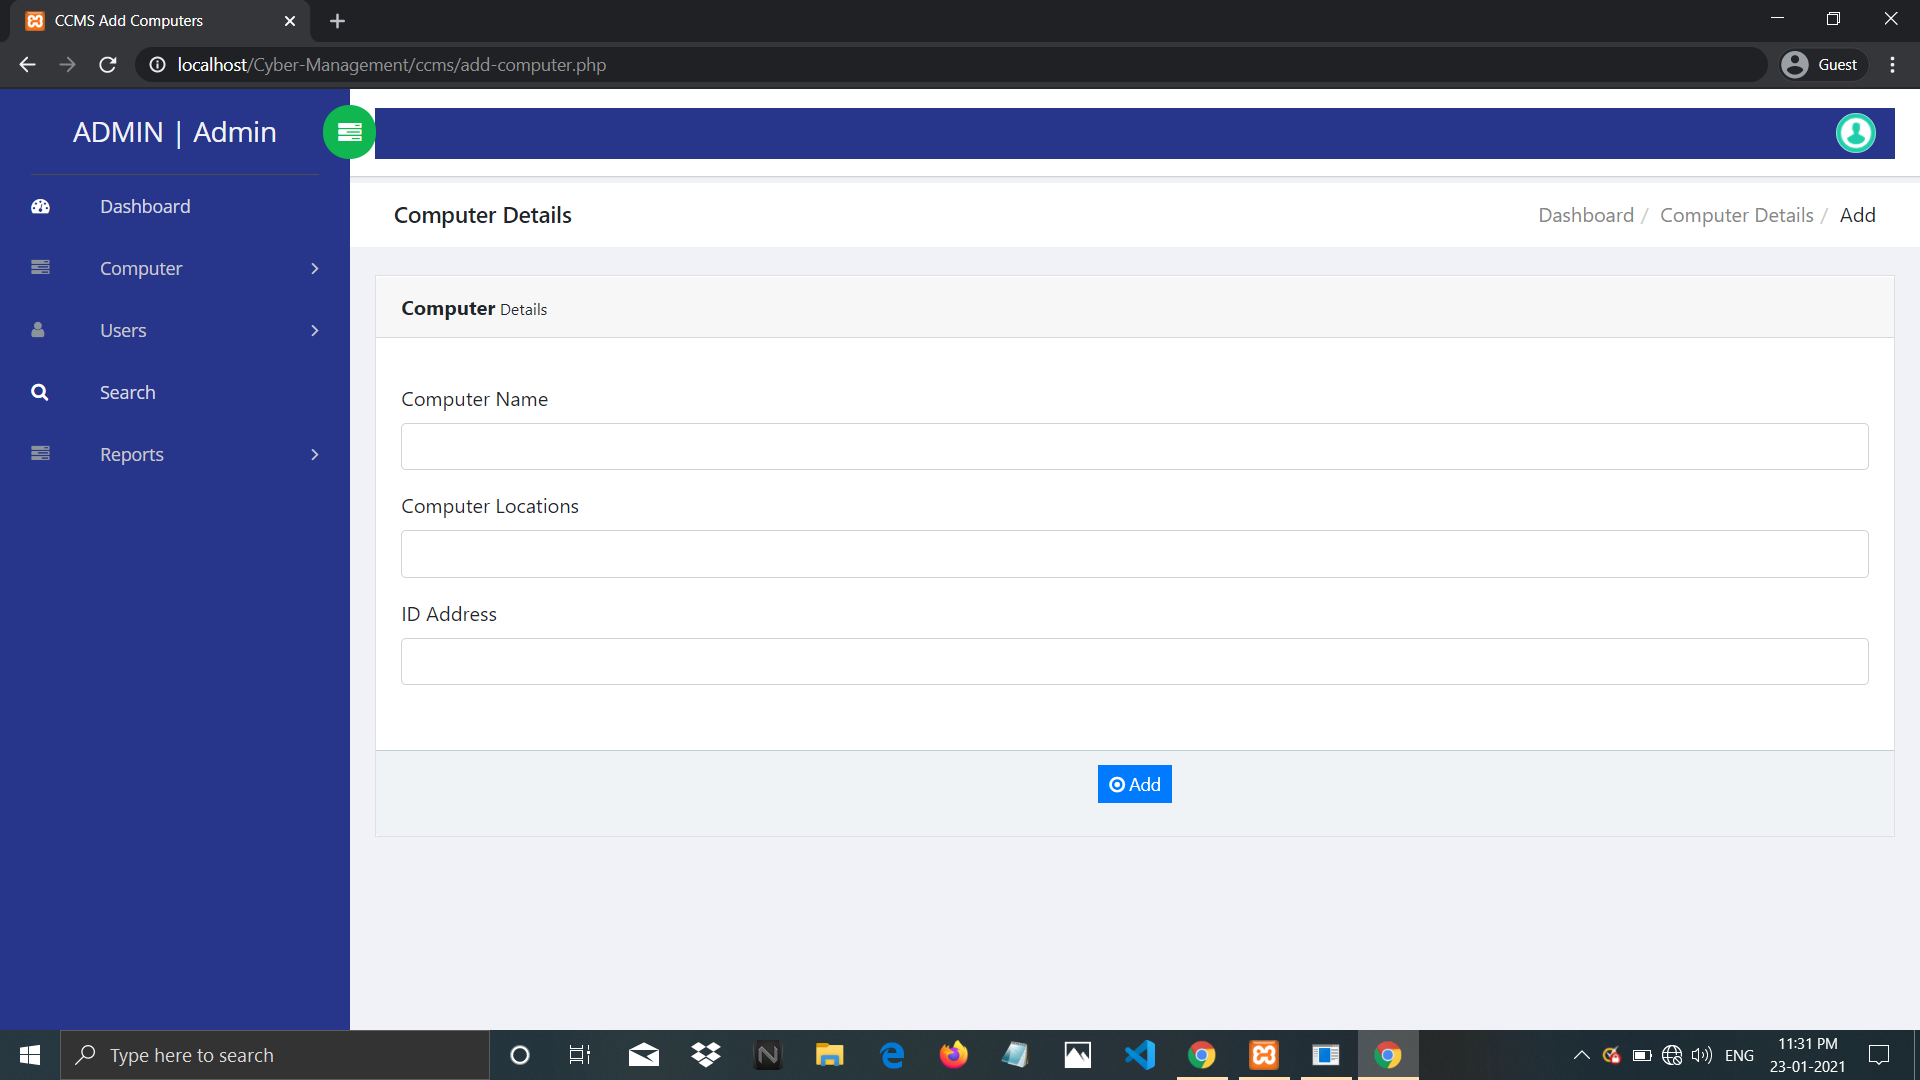 CCMS Add Computers
localhost/Cyber-Management/ccms/add-computer.php
Guest
ADMIN | Admin
Dashboard
Computer
Users
Search
Reports
Computer Details
Dashboard / Computer Details / Add
Computer Details
Computer Name
Computer Locations
ID Address
Add
Type here to search
ENG
11:31 PM
23-01-2021